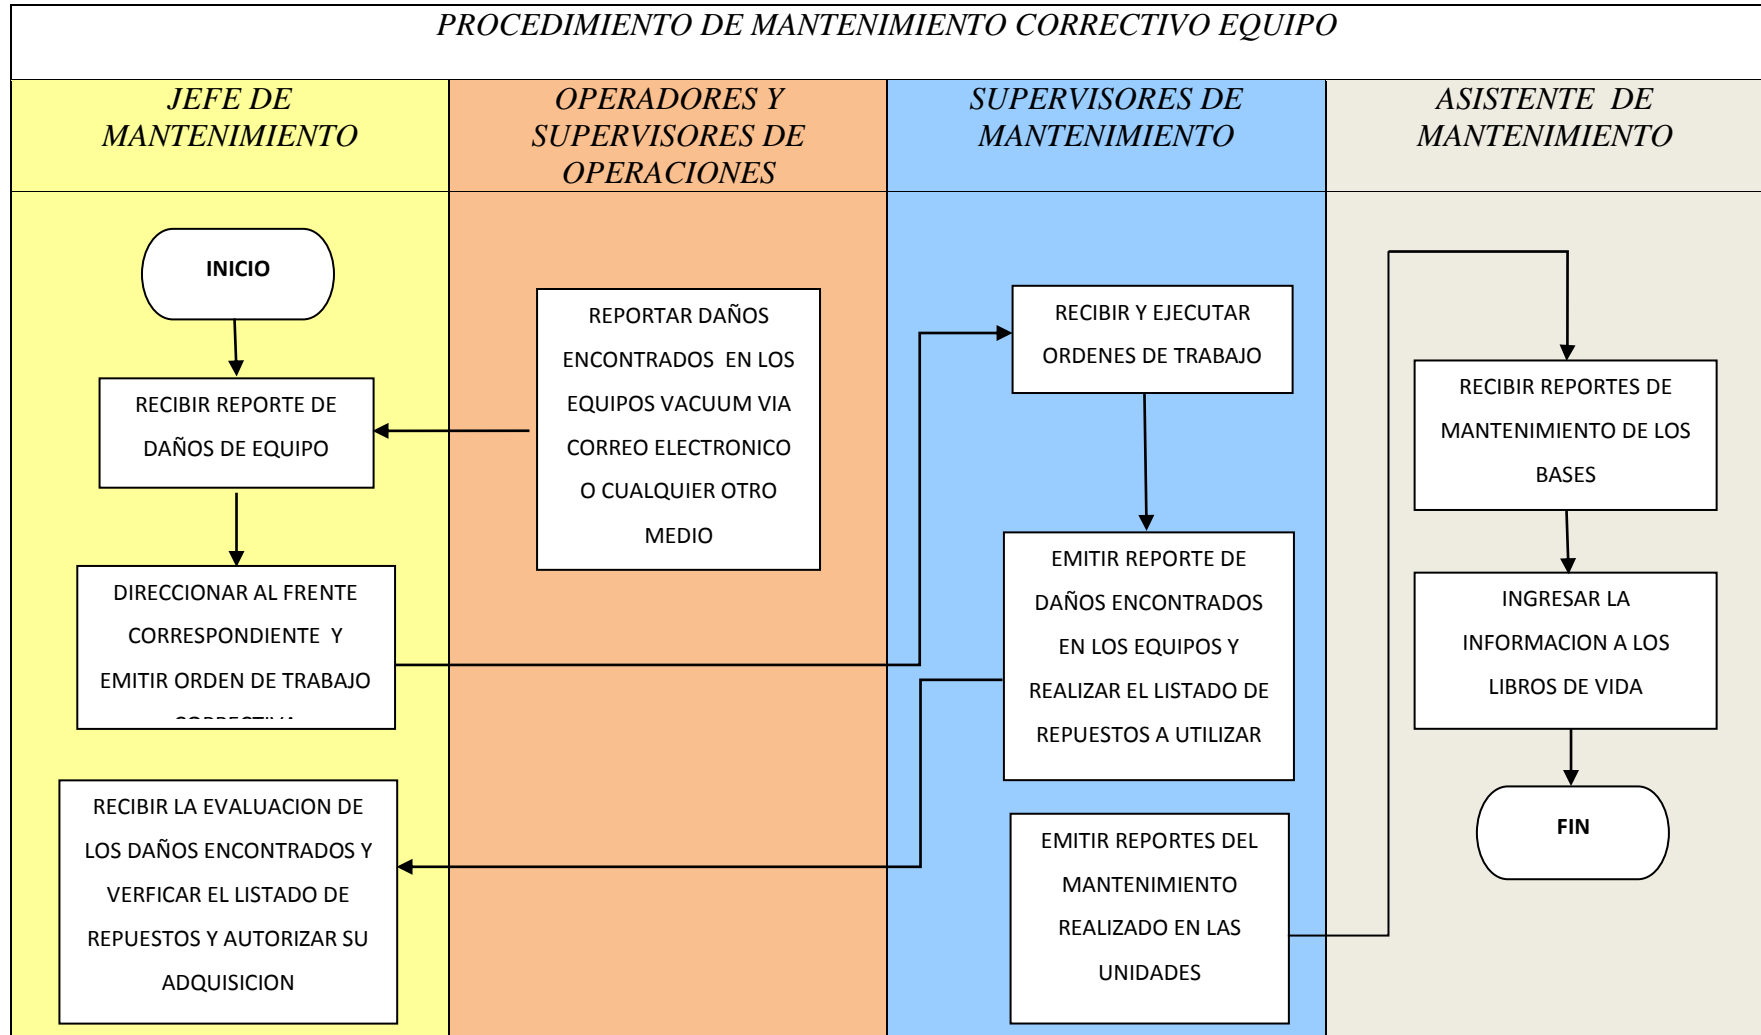 PROCEDIMIENTO DE MANTENIMIENTO CORRECTIVO EQUIPO
JEFE DE
MANTENIMIENTO
OPERADORES Y
SUPERVISORES DE
OPERACIONES
SUPERVISORES DE
MANTENIMIENTO
ASISTENTE DE
MANTENIMIENTO
INICIO
RECIBIR REPORTE DE
DAÑOS DE EQUIPO
DIRECCIONAR AL FRENTE
CORRESPONDIENTE Y
EMITIR ORDEN DE TRABAJO
CORRECTIVA
RECIBIR LA EVALUACION DE
LOS DAÑOS ENCONTRADOS Y
VERFICAR EL LISTADO DE
REPUESTOS Y AUTORIZAR SU
ADQUISICION
REPORTAR DAÑOS
ENCONTRADOS EN LOS
EQUIPOS VACUUM VIA
CORREO ELECTRONICO
O CUALQUIER OTRO
MEDIO
RECIBIR Y EJECUTAR
ORDENES DE TRABAJO
EMITIR REPORTE DE
DAÑOS ENCONTRADOS
EN LOS EQUIPOS Y
REALIZAR EL LISTADO DE
REPUESTOS A UTILIZAR
EMITIR REPORTES DEL
MANTENIMIENTO
REALIZADO EN LAS
UNIDADES
RECIBIR REPORTES DE
MANTENIMIENTO DE LOS
BASES
INGRESAR LA
INFORMACION A LOS
LIBROS DE VIDA
FIN